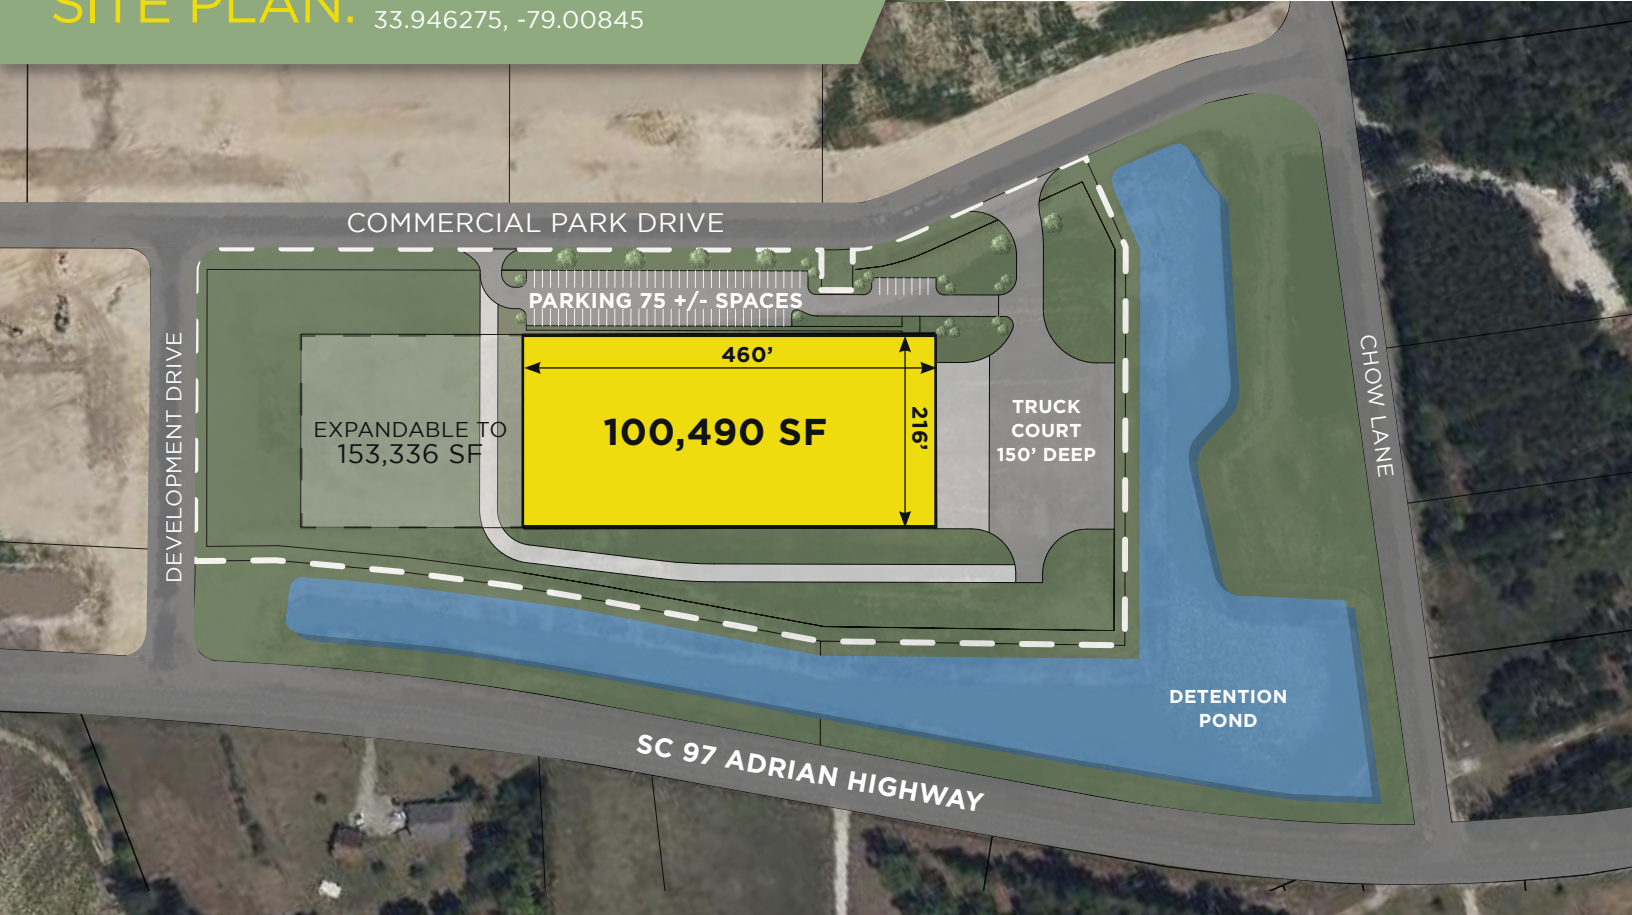 SITE PLAN.
33.946275, -79.00845
COMMERCIAL PARK DRIVE
PARKING 75 +/- SPACES
460’
216’
100,490 SF
EXPANDABLE TO
153,336 SF
TRUCK
COURT
150’ DEEP
DEVELOPMENT DRIVE
CHOW LANE
DETENTION
POND
SC 97 ADRIAN HIGHWAY